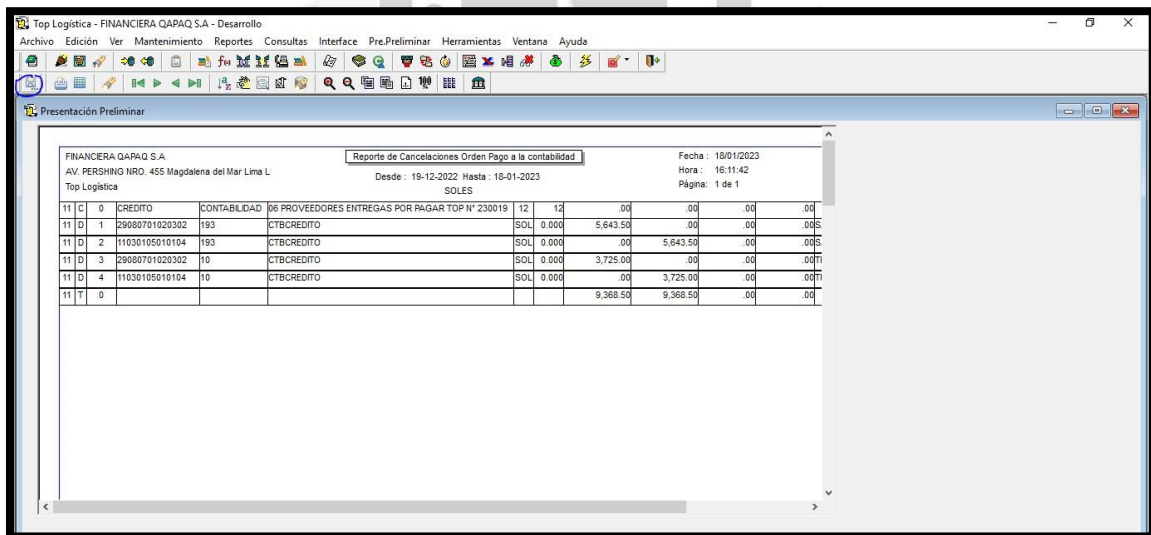 Top Logística - FINANCIERA QAPAQ S.A - Desarrollo
Archivo Edición Ver Mantenimiento Reportes Consultas Interface Pre.Preliminar Herramientas Ventana Ayuda
Presentación Preliminar
FINANCIERA QAPAQ S.A Reporte de Cancelaciones Orden Pago a la contabilidad Fecha : 18/01/2023
AV. PERSHING NRO. 455 Magdalena del Mar Lima L Desde : 19-12-2022 Hasta : 18-01-2023 Hora : 16:11:42
Top Logística SOLES Página: 1 de 1
11 C 0 CREDITO CONTABILIDAD 06 PROVEEDORES ENTREGAS POR PAGAR TOP N° 230019 12 12 .00 .00 .00 .00
11 D 1 29080701020302 193 CTBCREDITO SOL 0.000 5,643.50 .00 .00 .00 S
11 D 2 11030105010104 193 CTBCREDITO SOL 0.000 .00 5,643.50 .00 .00 S
11 D 3 29080701020302 10 CTBCREDITO SOL 0.000 3,725.00 .00 .00 .00
11 D 4 11030105010104 10 CTBCREDITO SOL 0.000 .00 3,725.00 .00 .00
11 T 0 9,368.50 9,368.50 .00 .00